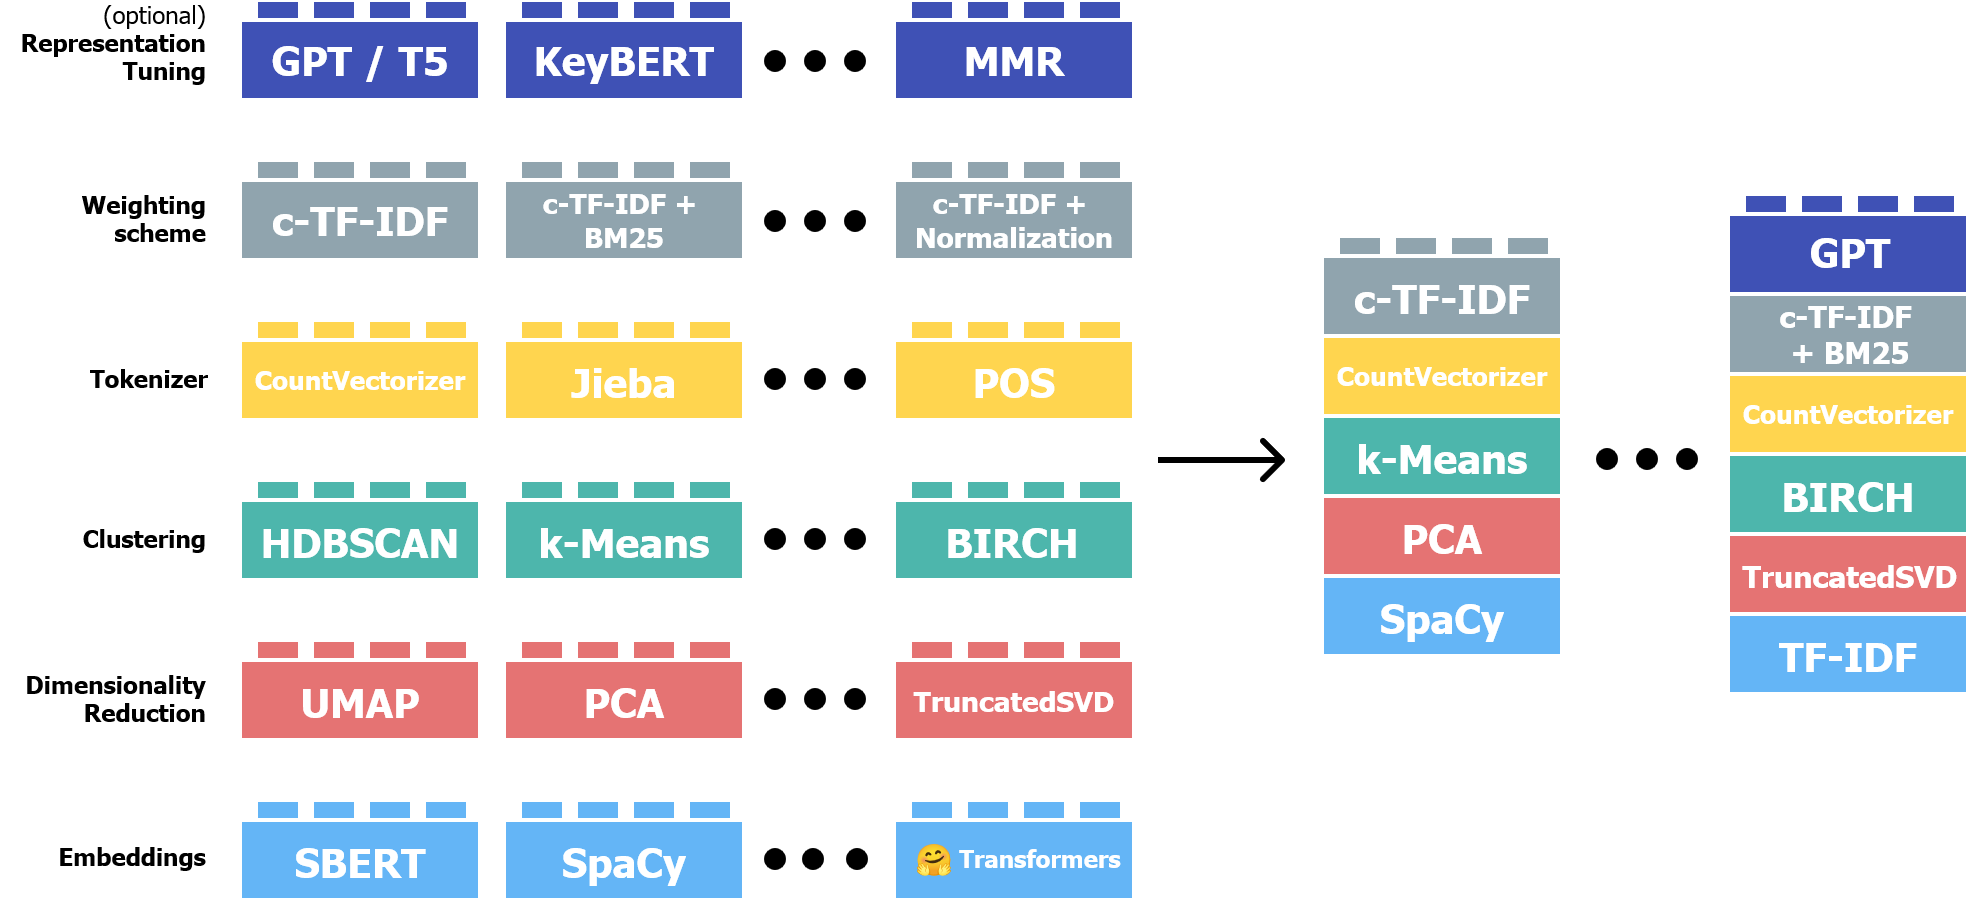 (optional)
Representation
Tuning
GPT / T5
KeyBERT
MMR
Weighting
scheme
c-TF-IDF
c-TF-IDF +
BM25
c-TF-IDF +
Normalization
Tokenizer
CountVectorizer
Jieba
POS
Clustering
HDBSCAN
k-Means
BIRCH
Dimensionality
Reduction
UMAP
PCA
TruncatedSVD
Embeddings
SBERT
SpaCy
🤗 Transformers
c-TF-IDF
CountVectorizer
k-Means
PCA
SpaCy
GPT
c-TF-IDF
+ BM25
CountVectorizer
BIRCH
TruncatedSVD
TF-IDF